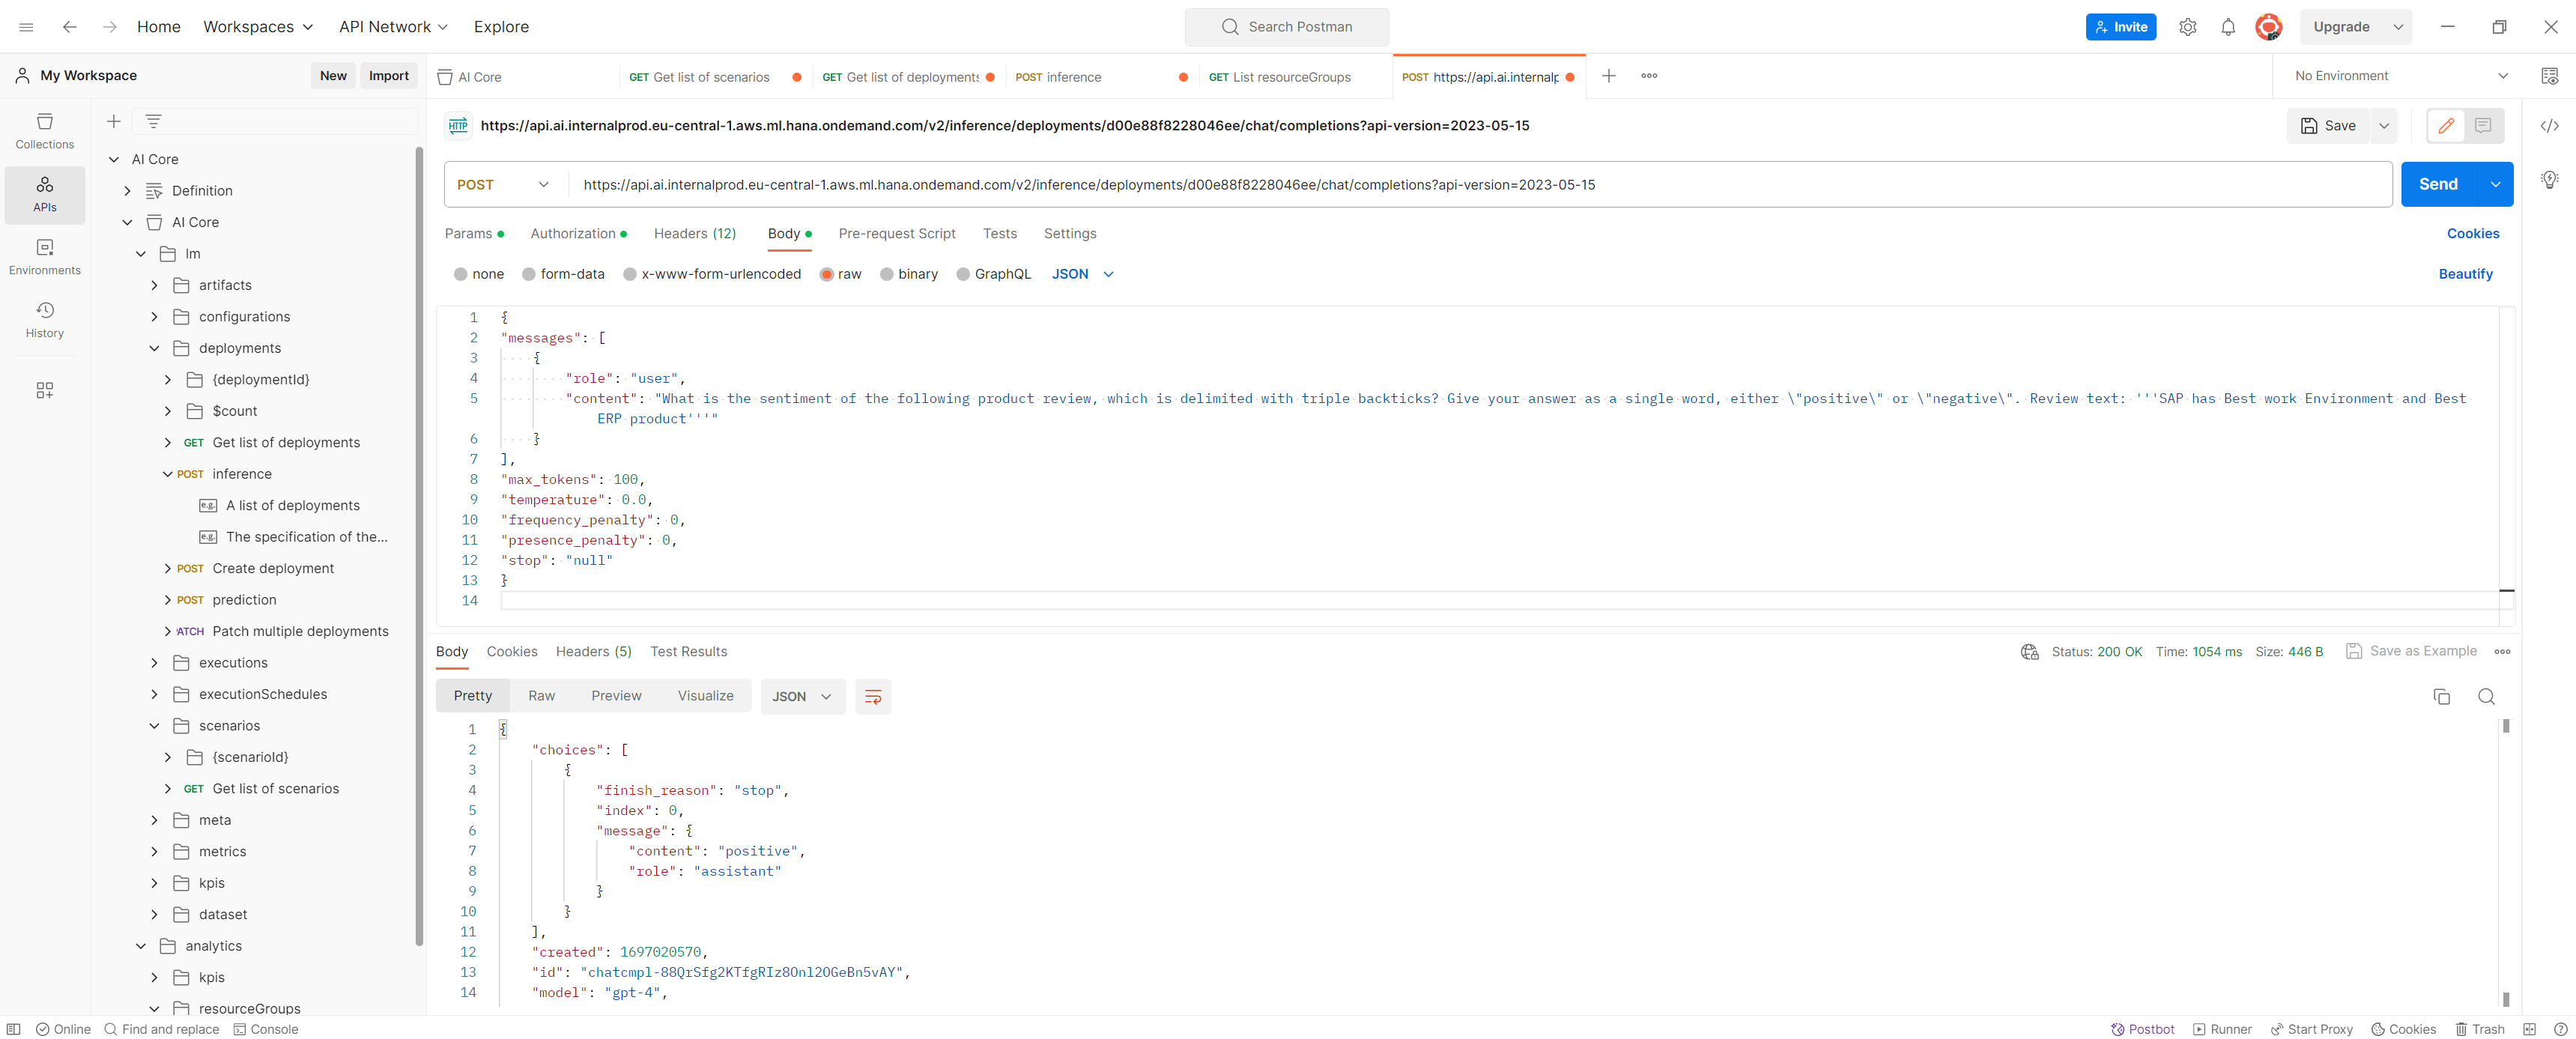 Home
Workspaces
API Network
Explore
Search Postman
Invite
Upgrade
My Workspace
New
Import
AI Core
GET Get list of scenarios
GET Get list of deployments
POST inference
GET List resourceGroups
POST https://api.ai.internalp
No Environment
Collections
APIs
Environments
History
AI Core
Definition
AI Core
lm
artifacts
configurations
deployments
{deploymentId}
$count
GET Get list of deployments
POST inference
e.g. A list of deployments
e.g. The specification of the...
POST Create deployment
POST prediction
ATCH Patch multiple deployments
executions
executionSchedules
scenarios
{scenarioId}
GET Get list of scenarios
meta
metrics
kpis
dataset
analytics
kpis
resourceGroups
HTTP https://api.ai.internalprod.eu-central-1.aws.ml.hana.ondemand.com/v2/inference/deployments/d00e88f8228046ee/chat/completions?api-version=2023-05-15
Save
POST https://api.ai.internalprod.eu-central-1.aws.ml.hana.ondemand.com/v2/inference/deployments/d00e88f8228046ee/chat/completions?api-version=2023-05-15
Send
Params Authorization Headers (12) Body Pre-request Script Tests Settings
Cookies
none form-data x-www-form-urlencoded raw binary GraphQL JSON
Beautify
1 {
2 "messages": [
3 {
4 "role": "user",
5 "content": "What is the sentiment of the following product review, which is delimited with triple backticks? Give your answer as a single word, either \"positive\" or \"negative\". Review text: '''SAP has Best work Environment and Best
ERP product'''"
6 }
7 ],
8 "max_tokens": 100,
9 "temperature": 0.0,
10 "frequency_penalty": 0,
11 "presence_penalty": 0,
12 "stop": "null"
13 }
14
Body Cookies Headers (5) Test Results
Status: 200 OK Time: 1054 ms Size: 446 B
Save as Example
Pretty Raw Preview Visualize
JSON
1 {
2 "choices": [
3 {
4 "finish_reason": "stop",
5 "index": 0,
6 "message": {
7 "content": "positive",
8 "role": "assistant"
9 }
10 }
11 ],
12 "created": 1697020570,
13 "id": "chatcmpl-88QrSfg2KTfgRIz8Onl2OGeBn5vAY",
14 "model": "gpt-4",
Online
Find and replace
Console
Postbot
Runner
Start Proxy
Cookies
Trash